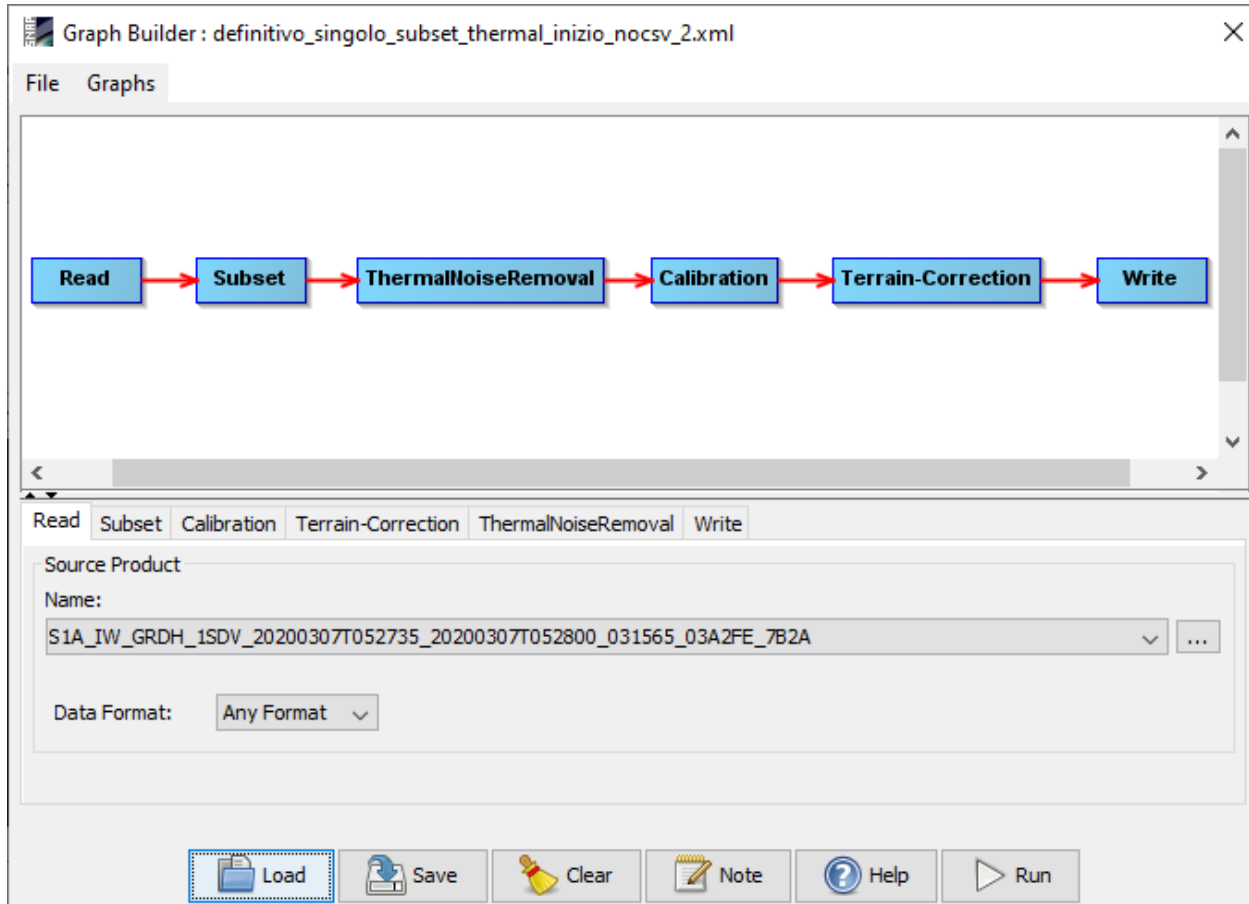 Graph Builder : definitivo_singolo_subset_thermal_inizio_nocsv_2.xml
File Graphs
Read Subset ThermalNoiseRemoval Calibration Terrain-Correction Write
Read Subset Calibration Terrain-Correction ThermalNoiseRemoval Write
Source Product
Name:
S1A_IW_GRDH_1SDV_20200307T052735_20200307T052800_031565_03A2FE_7B2A
...
Data Format: Any Format
Load Save Clear Note Help Run